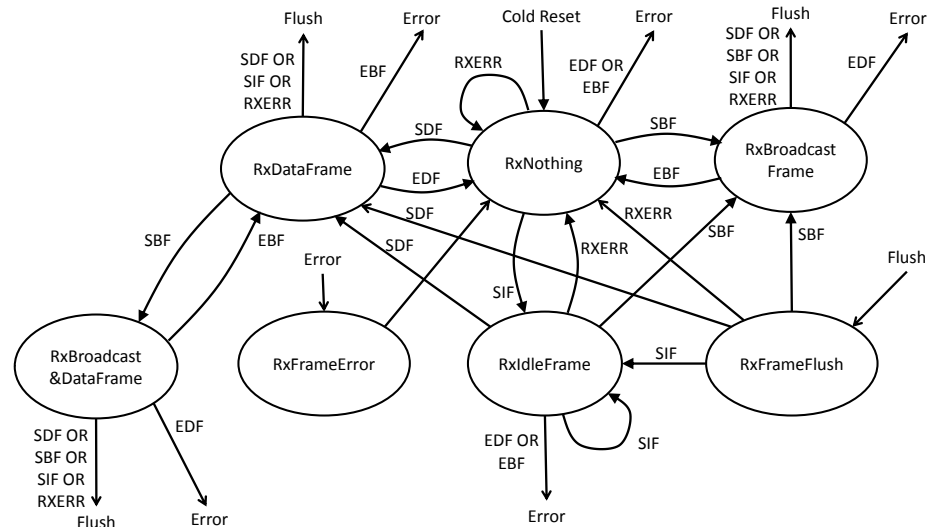 Flush
Error
Cold Reset
Error
Flush
Error
SDF OR
SIF OR
RXERR
EBF
RXERR
EDF OR
EBF
SDF OR
SBF OR
SIF OR
RXERR
EDF
SDF
SBF
RxDataFrame
RxNothing
RxBroadcast
Frame
EDF
EBF
SDF
RXERR
SBF
EBF
SDF
RXERR
SBF
SBF
Error
Flush
SIF
RxBroadcast
&DataFrame
RxFrameError
RxIdleFrame
SIF
RxFrameFlush
SDF OR
SBF OR
SIF OR
RXERR
EDF
EDF OR
EBF
SIF
Flush
Error
Error